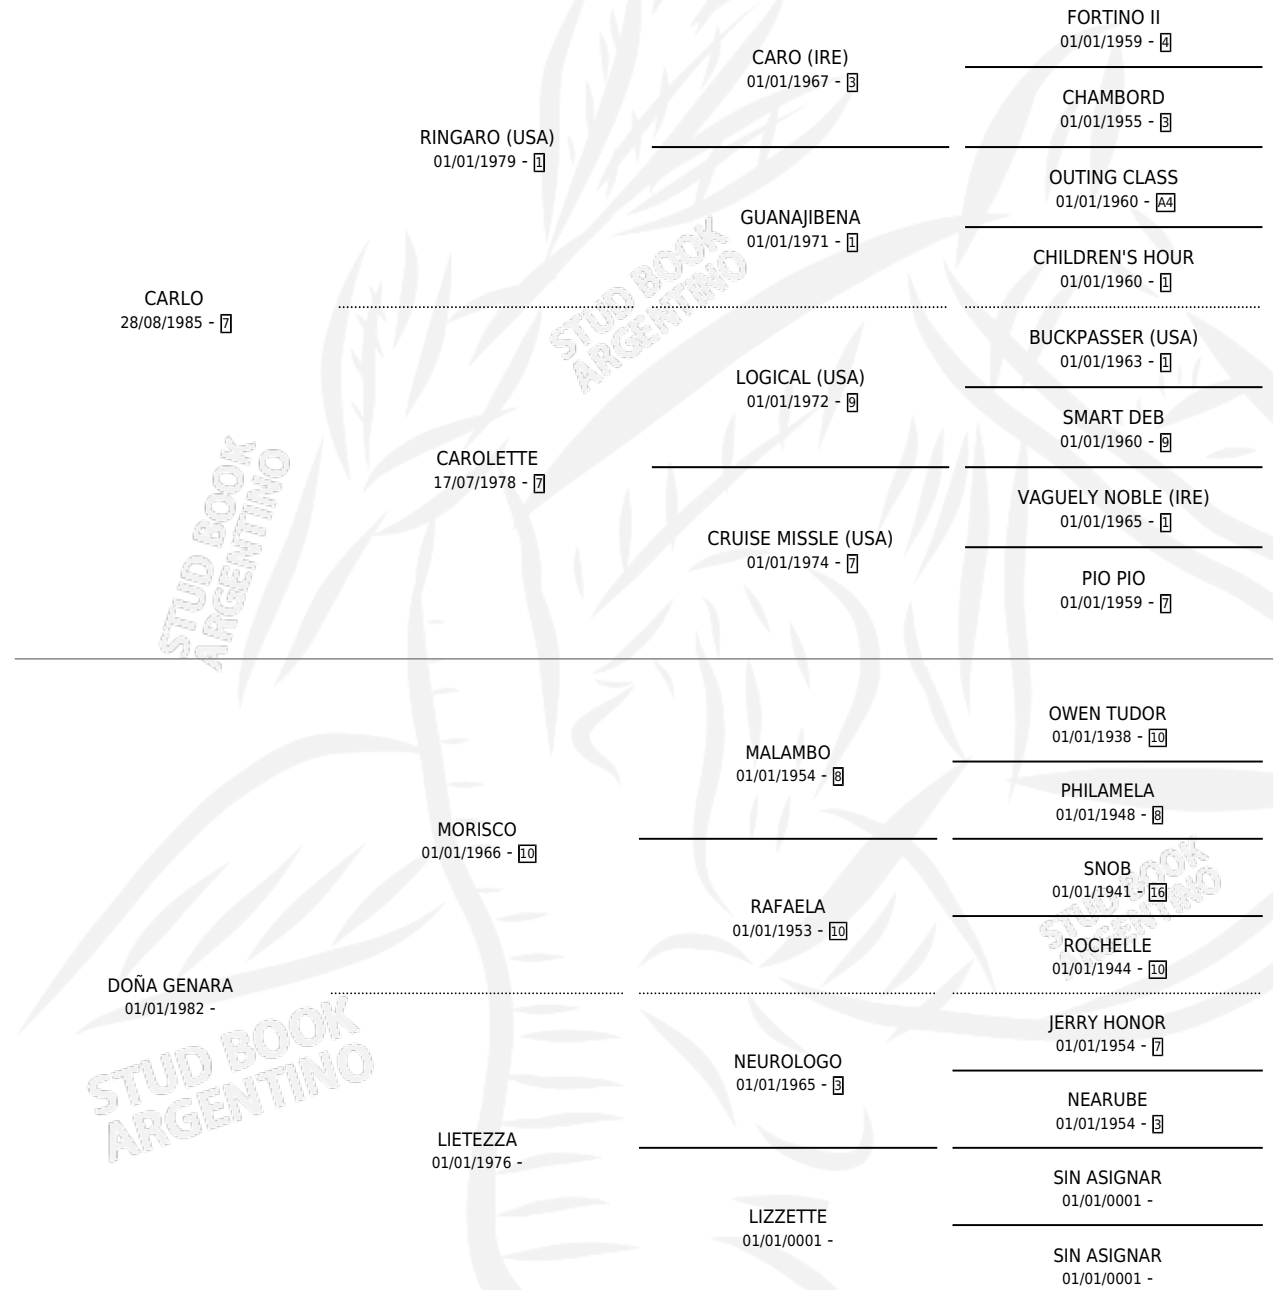 FORTINO II
01/01/1959 - 4
CARO (IRE)
01/01/1967 - 3
CHAMBORD
01/01/1955 - 3
RINGARO (USA)
01/01/1979 - 1
OUTING CLASS
01/01/1960 - A4
GUANAJIBENA
01/01/1971 - 1
CHILDREN'S HOUR
01/01/1960 - 1
CARLO
28/08/1985 - 7
BUCKPASSER (USA)
01/01/1963 - 1
LOGICAL (USA)
01/01/1972 - 9
SMART DEB
01/01/1960 - 9
CAROLETTE
17/07/1978 - 7
VAGUELY NOBLE (IRE)
01/01/1965 - 1
CRUISE MISSLE (USA)
01/01/1974 - 7
PIO PIO
01/01/1959 - 7
OWEN TUDOR
01/01/1938 - 10
MALAMBO
01/01/1954 - 8
PHILAMELA
01/01/1948 - 8
MORISCO
01/01/1966 - 10
SNOB
01/01/1941 - 16
RAFAELA
01/01/1953 - 10
ROCHELLE
01/01/1944 - 10
DOÑA GENARA
01/01/1982 -
JERRY HONOR
01/01/1954 - 7
NEUROLOGO
01/01/1965 - 3
NEARUBE
01/01/1954 - 3
LIETEZZA
01/01/1976 -
SIN ASIGNAR
01/01/0001 -
LIZZETTE
01/01/0001 -
SIN ASIGNAR
01/01/0001 -
STUD BOOK
ARGENTINO
STUD BOOK
ARGENTINO
STUD BOOK
ARGENTINO
STUD BOOK
ARGENTINO